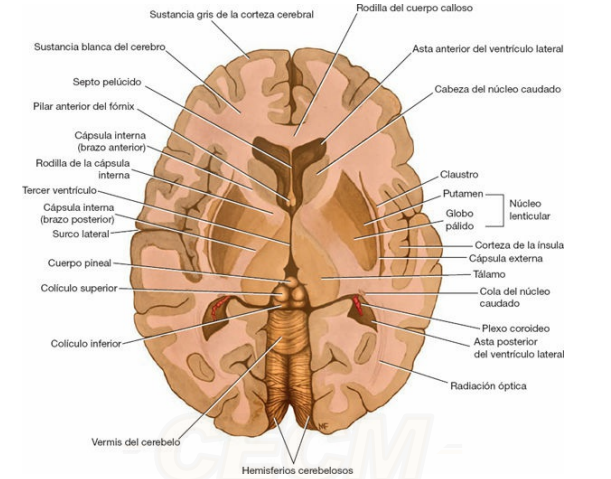 Sustancia gris de la corteza cerebral
Rodilla del cuerpo calloso
Sustancia blanca del cerebro
Asta anterior del ventrículo lateral
Septo pelúcido
Cabeza del núcleo caudado
Pilar anterior del fórnix
Cápsula interna
(brazo anterior)
Rodilla de la cápsula
interna
Claustro
Tercer ventrículo
Putamen
Núcleo
lenticular
Cápsula interna
(brazo posterior)
Globo
pálido
Surco lateral
Corteza de la ínsula
Cápsula externa
Cuerpo pineal
Tálamo
Colículo superior
Cola del núcleo
caudado
Plexo coroideo
Colículo inferior
Asta posterior
del ventrículo lateral
Radiación óptica
Vermis del cerebelo
Hemisferios cerebelosos
CECM